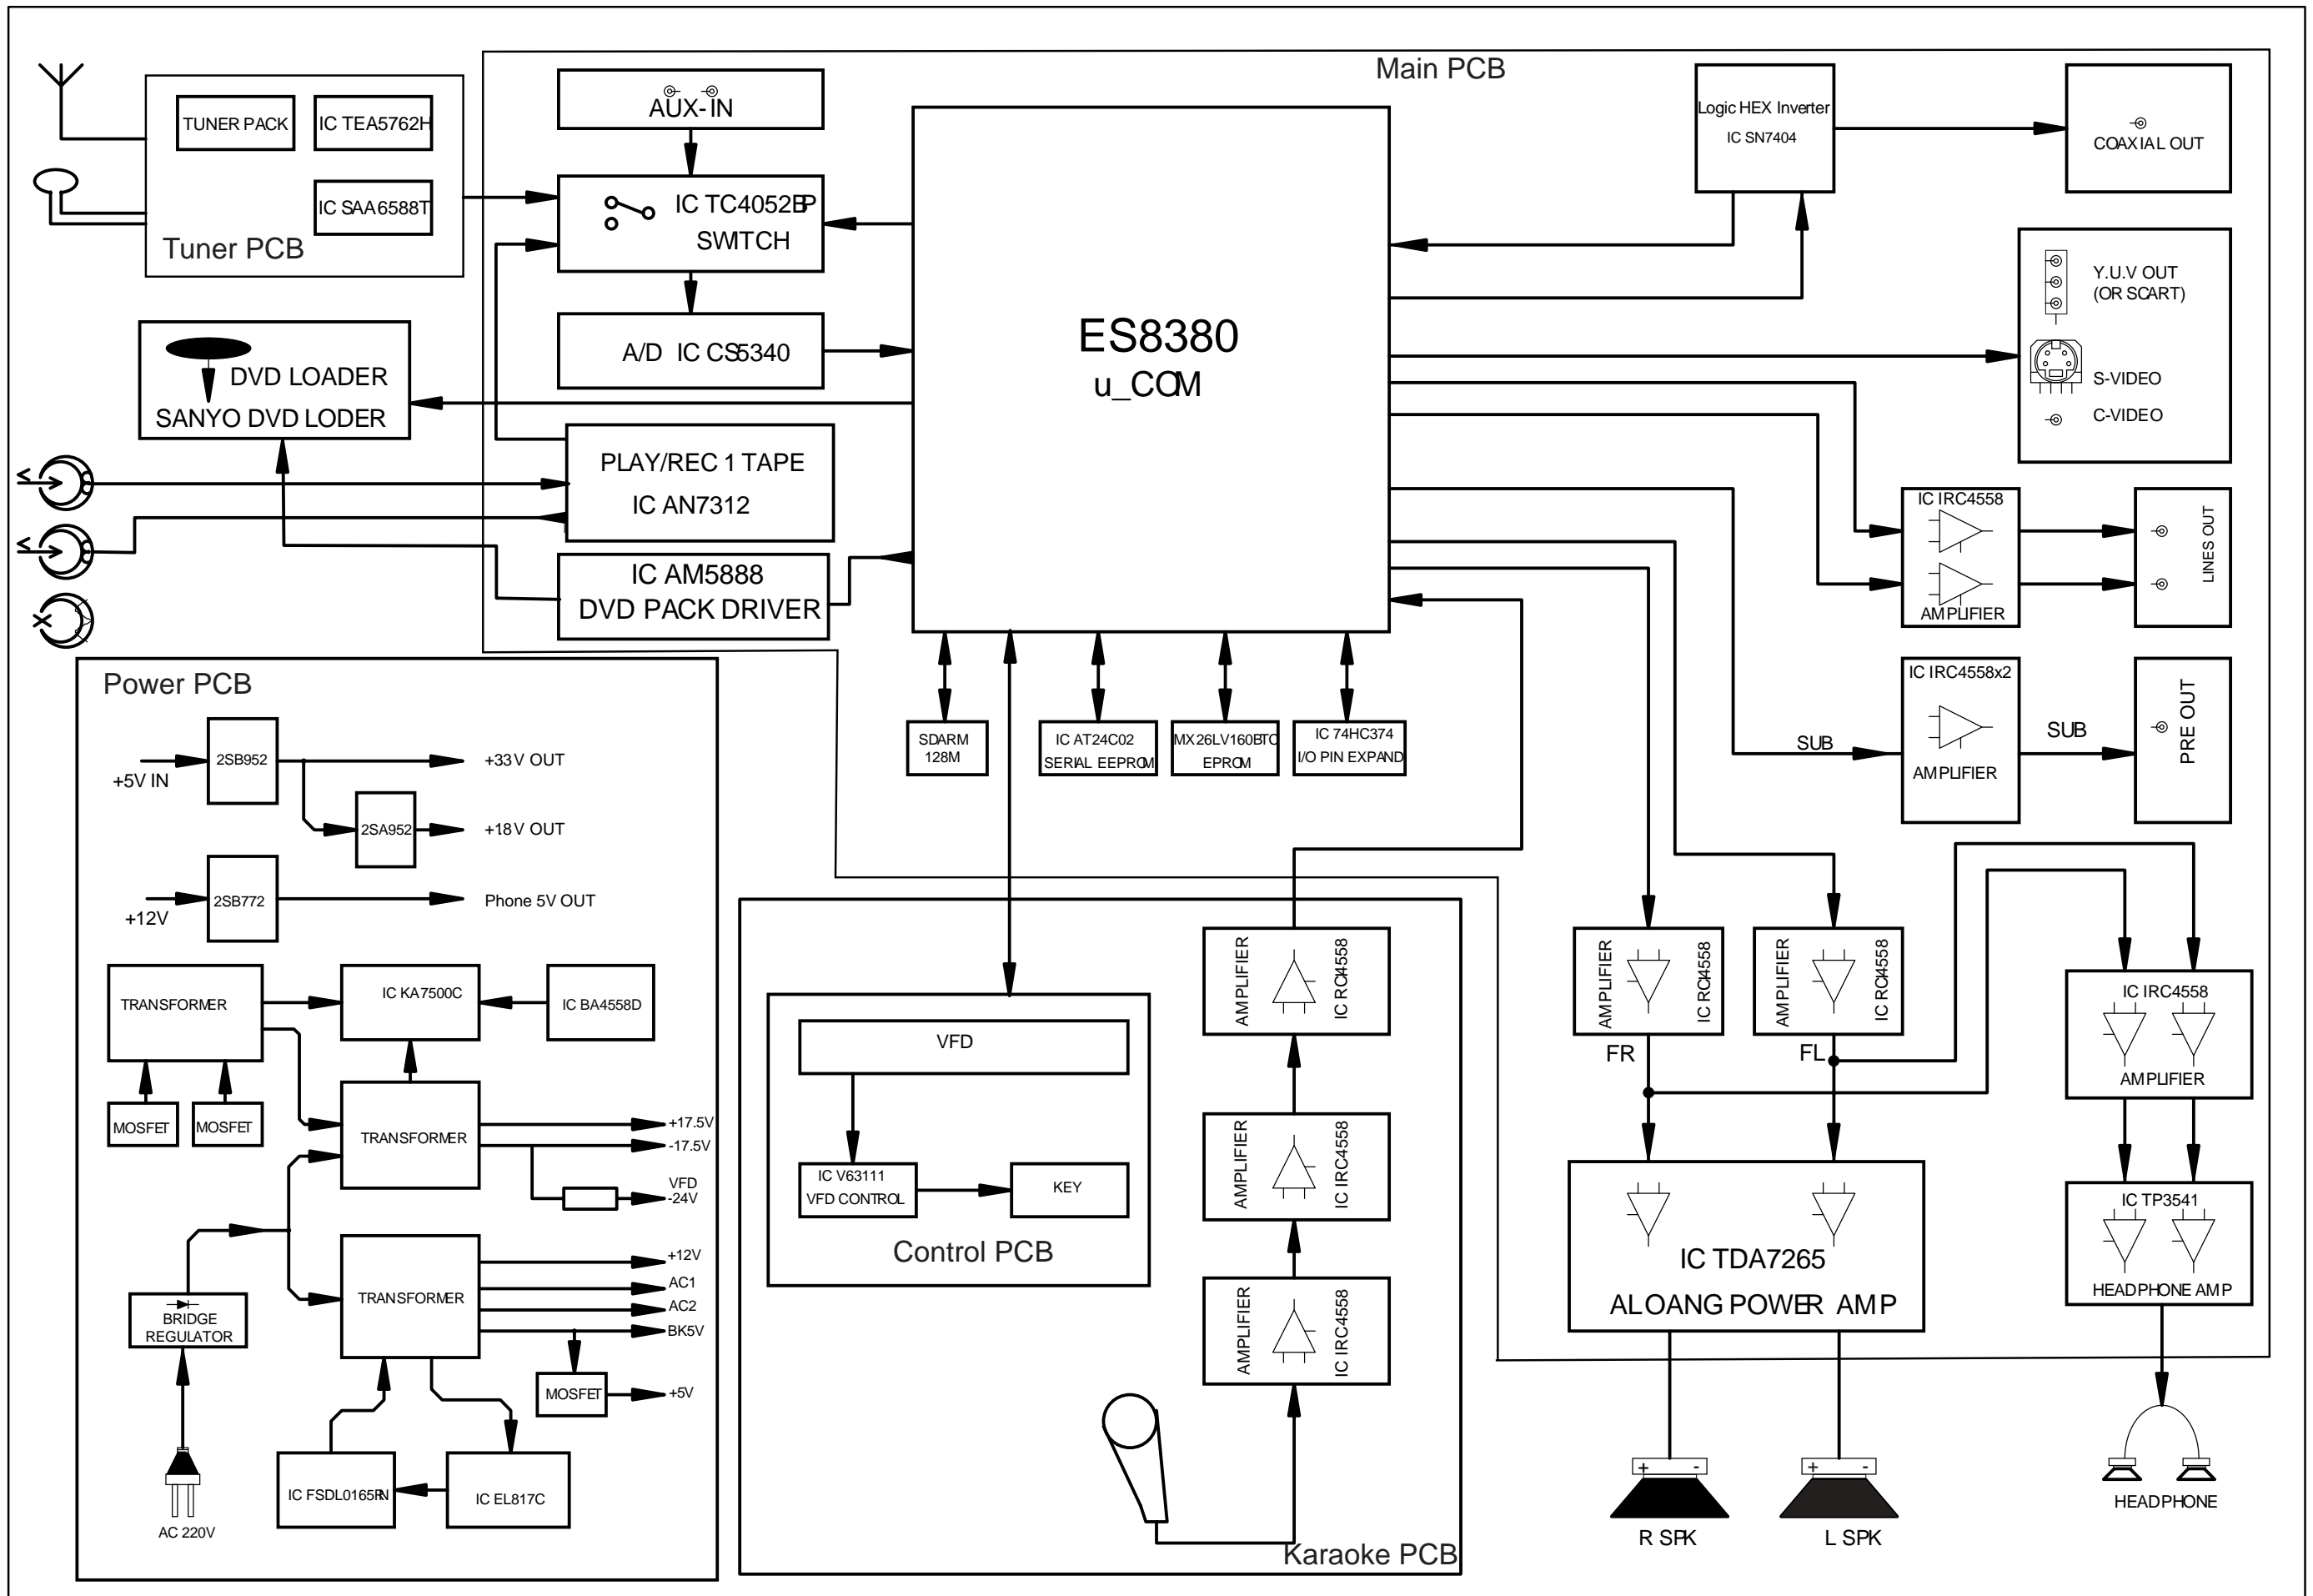 Main PCB
TUNER PACK
IC TEA5762H
IC SAA6588T
Tuner PCB
AUX-IN
IC TC4052BP
SWITCH
A/D IC CS5340
ES8380
u_COM
Logic HEX Inverter
IC SN7404
COAXIAL OUT
Y.U.V OUT
(OR SCART)
S-VIDEO
C-VIDEO
DVD LOADER
SANYO DVD LODER
PLAY/REC 1 TAPE
IC AN7312
IC AM5888
DVD PACK DRIVER
IC IRC4558
AMPLIFIER
LINES OUT
SDARM
128M
IC AT24C02
SERIAL EEPROM
MX26LV160BTC
EPROM
IC 74HC374
I/O PIN EXPAND
SUB
IC IRC4558x2
AMPLIFIER
SUB
PRE OUT
Power PCB
+5V IN
2SB952
+33V OUT
2SA952
+18V OUT
+12V
2SB772
Phone 5V OUT
TRANSFORMER
IC KA7500C
IC BA4558D
MOSFET
MOSFET
TRANSFORMER
+17.5V
-17.5V
VFD
-24V
BRIDGE
REGULATOR
TRANSFORMER
+12V
AC1
AC2
BK5V
MOSFET
+5V
AC 220V
IC FSDL0165RN
IC EL817C
VFD
IC V63111
VFD CONTROL
KEY
Control PCB
AMPLIFIER
IC RC4558
AMPLIFIER
IC IRC4558
AMPLIFIER
IC IRC4558
Karaoke PCB
AMPLIFIER
IC RC4558
FR
AMPLIFIER
IC RC4558
FL
IC IRC4558
AMPLIFIER
IC TDA7265
ALOANG POWER AMP
IC TP3541
HEADPHONE AMP
+ -
R SPK
+ -
L SPK
HEADPHONE